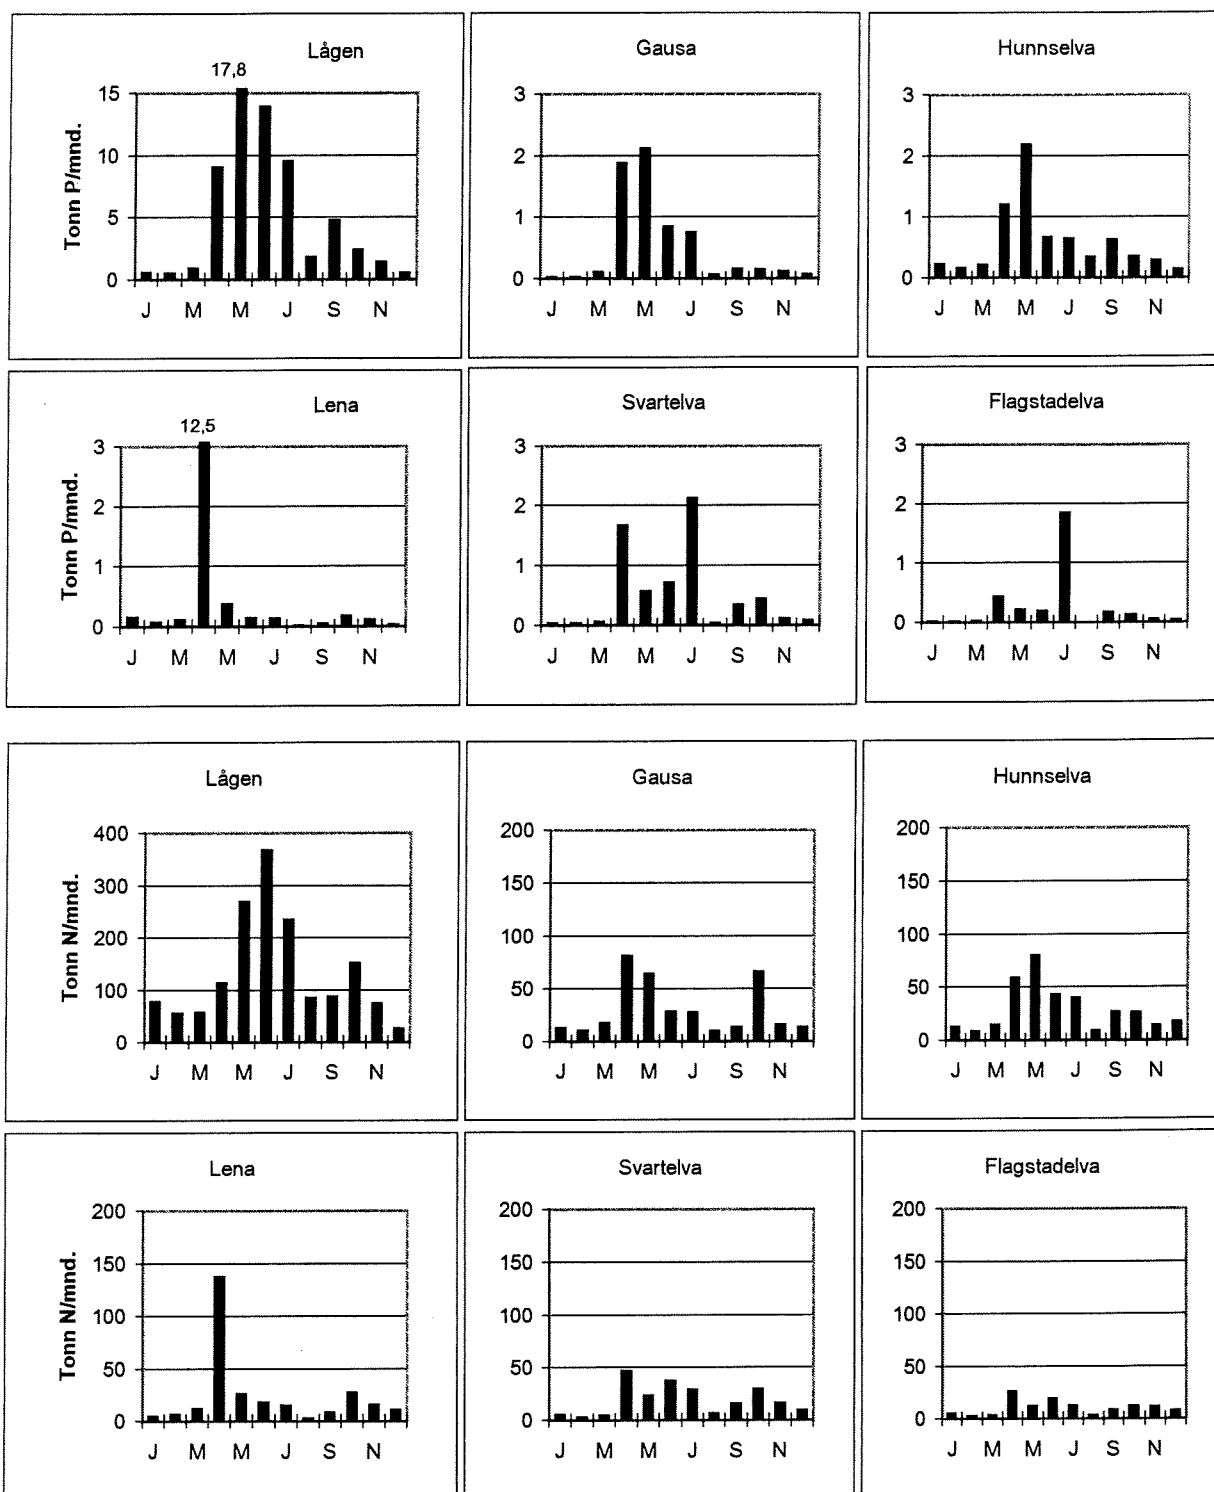 Lågen
17,8
Tonn P/mnd.
15
10
5
0
J M M J S N
Gausa
3
2
1
0
J M M J S N
Hunnselva
3
2
1
0
J M M J S N
Lena
12,5
Tonn P/mnd.
3
2
1
0
J M M J S N
Svartelva
3
2
1
0
J M M J S N
Flagstadelva
3
2
1
0
J M M J S N
Lågen
Tonn N/mnd.
400
300
200
100
0
J M M J S N
Gausa
200
150
100
50
0
J M M J S N
Hunnselva
200
150
100
50
0
J M M J S N
Lena
Tonn N/mnd.
200
150
100
50
0
J M M J S N
Svartelva
200
150
100
50
0
J M M J S N
Flagstadelva
200
150
100
50
0
J M M J S N